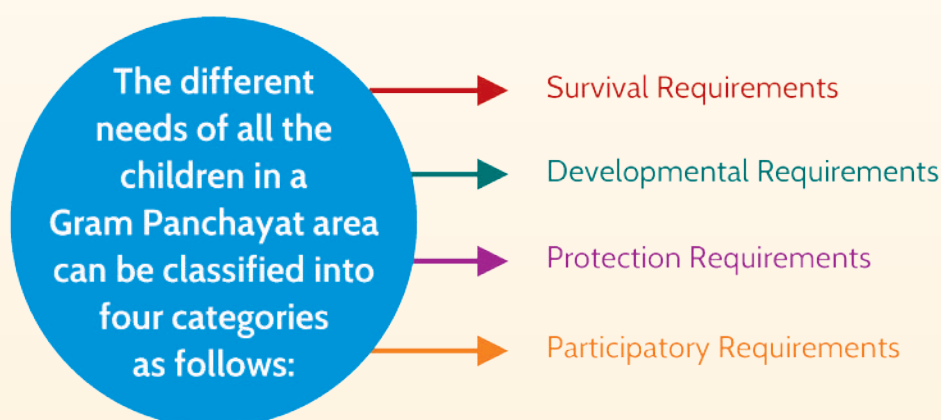 The different
needs of all the
children in a
Gram Panchayat area
can be classified into
four categories
as follows:
Survival Requirements
Developmental Requirements
Protection Requirements
Participatory Requirements